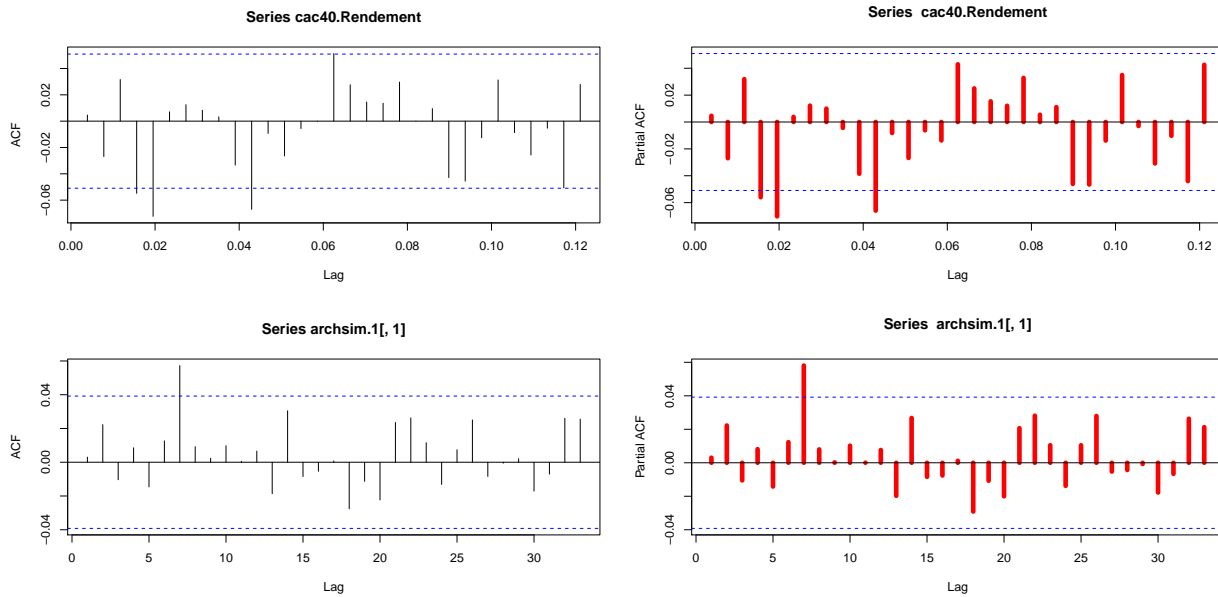 Series cac40.Rendement
ACF
0.02
−0.02
−0.06
0.00 0.02 0.04 0.06 0.08 0.10 0.12
Lag
Series cac40.Rendement
Partial ACF
0.02
−0.02
−0.06
0.00 0.02 0.04 0.06 0.08 0.10 0.12
Lag
Series archsim.1[, 1]
ACF
0.04
0.00
−0.04
0 5 10 15 20 25 30
Lag
Series archsim.1[, 1]
Partial ACF
0.04
0.00
−0.04
0 5 10 15 20 25 30
Lag